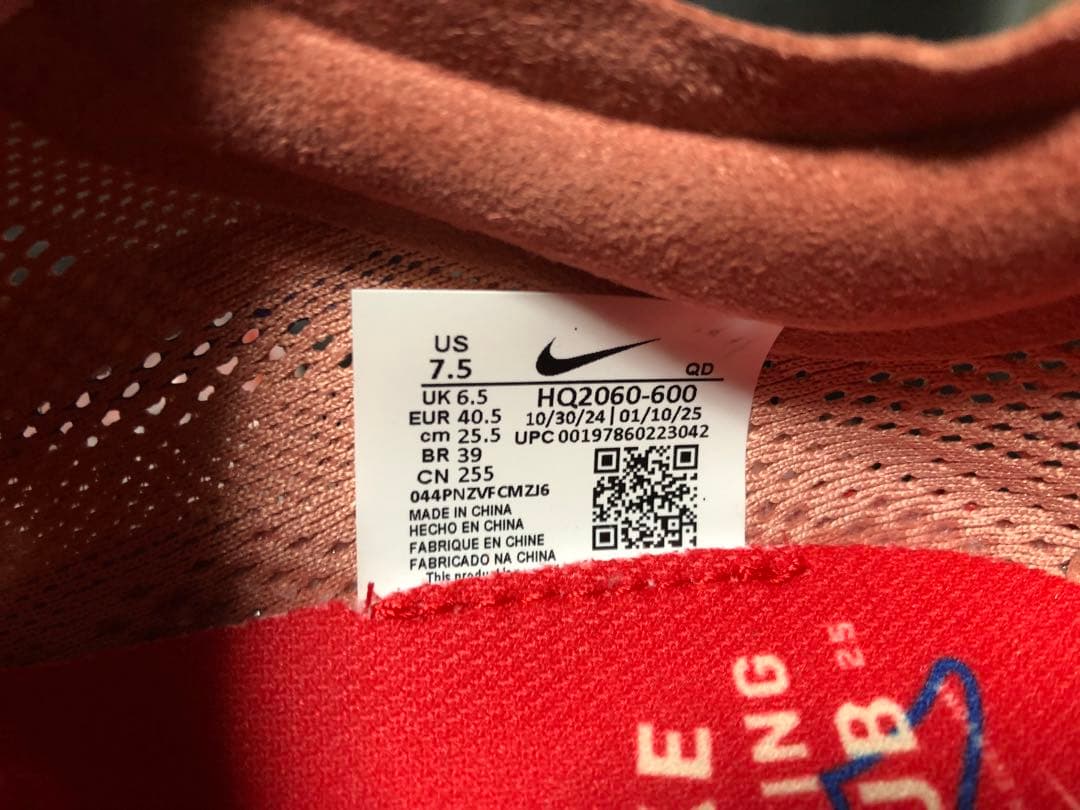 US
7.5
QD
UK 6.5
HQ2060-600
EUR 40.5
10/30/24 | 01/10/25
cm 25.5
UPC 00197860223042
BR 39
CN 255
044PNZVFCMZJ6
MADE IN CHINA
HECHO EN CHINA
FABRIQUE EN CHINE
FABRICADO NA CHINA
This
25